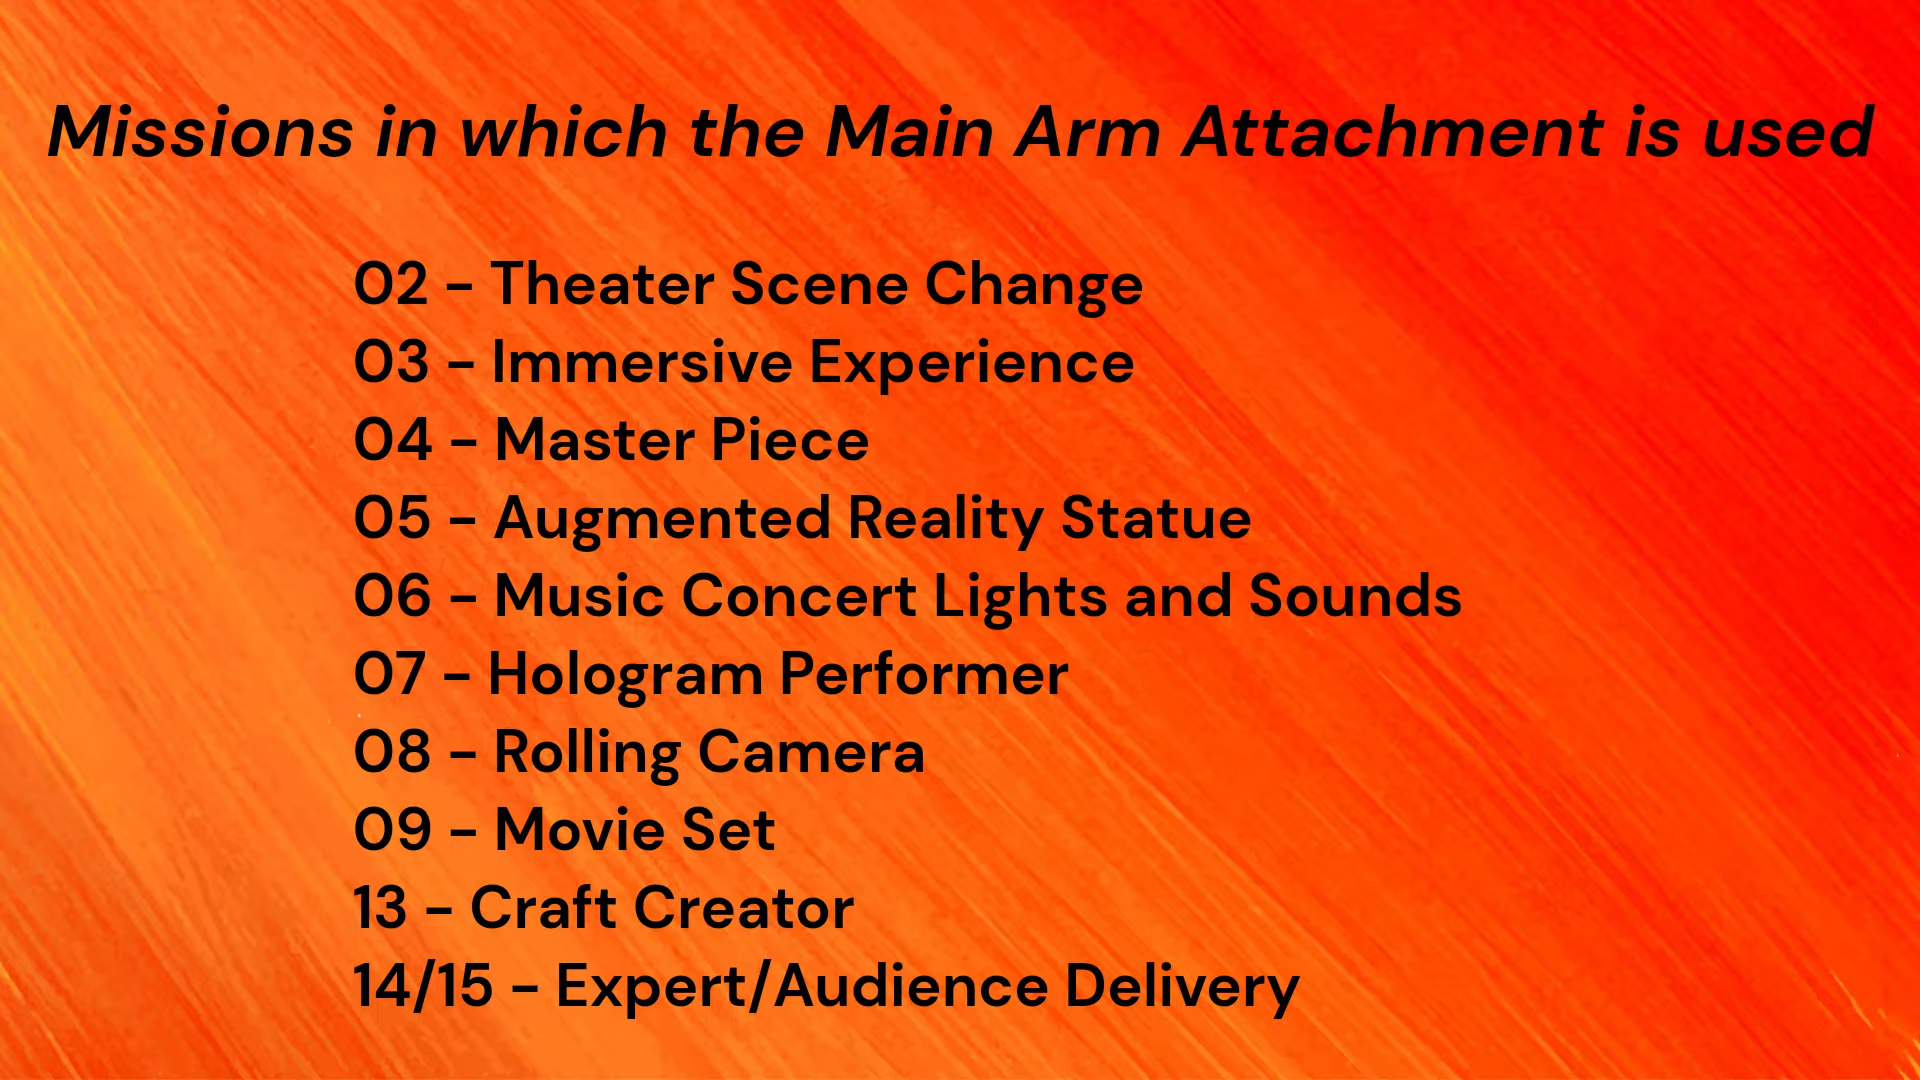 Missions in which the Main Arm Attachment is used
02 - Theater Scene Change
03 - Immersive Experience
04 - Master Piece
05 - Augmented Reality Statue
06 - Music Concert Lights and Sounds
07 - Hologram Performer
08 - Rolling Camera
09 - Movie Set
13 - Craft Creator
14/15 - Expert/Audience Delivery